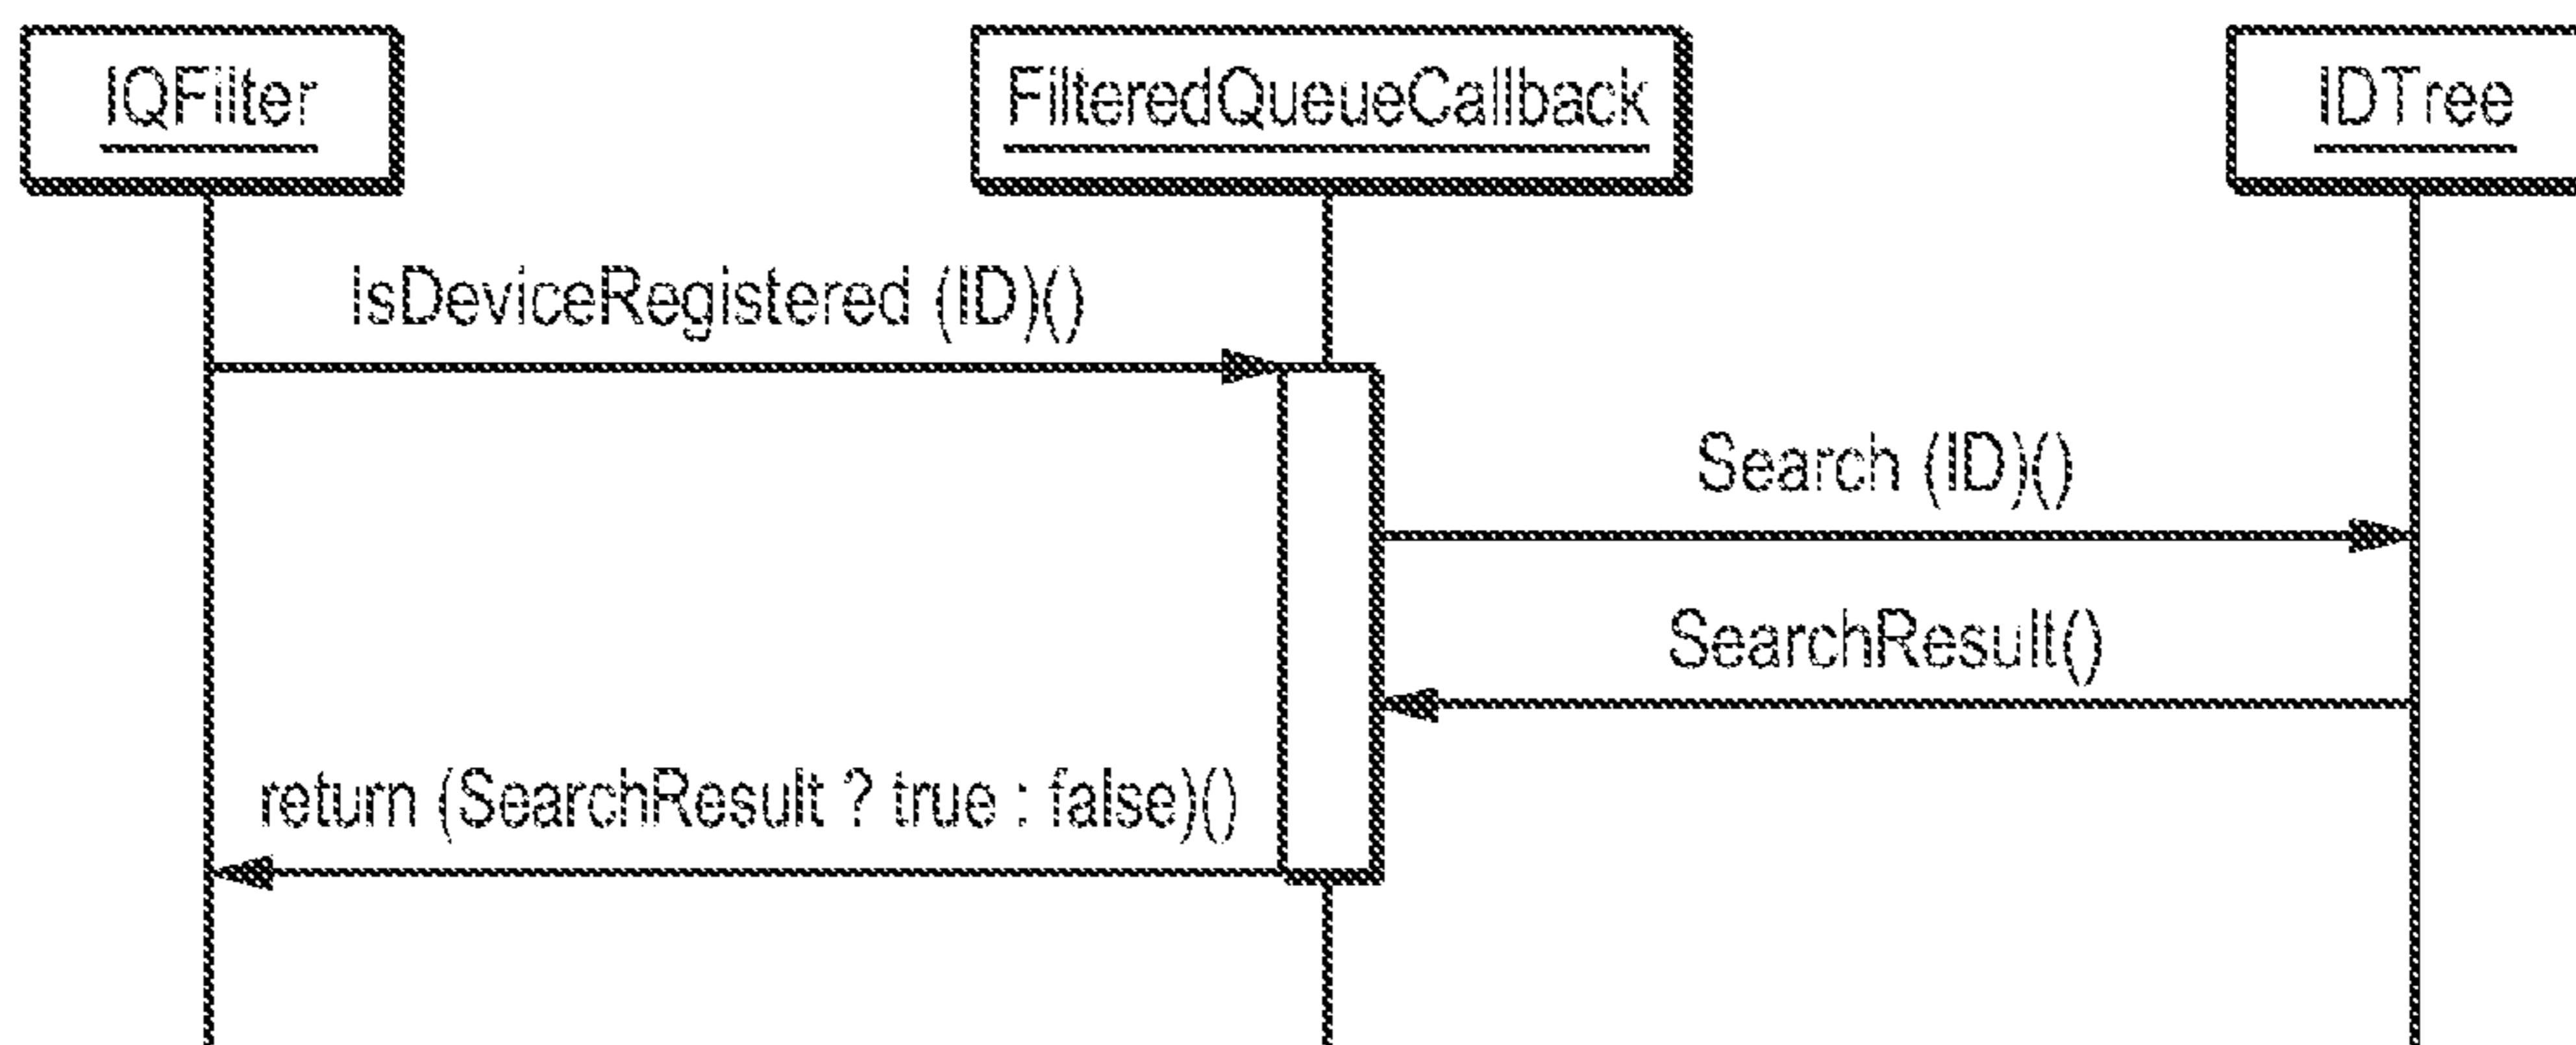 IQFilter
FilteredQueueCallback
IDTree
IsDeviceRegistered (ID)()
Search (ID)()
SearchResult()
return (SearchResult ? true : false)()